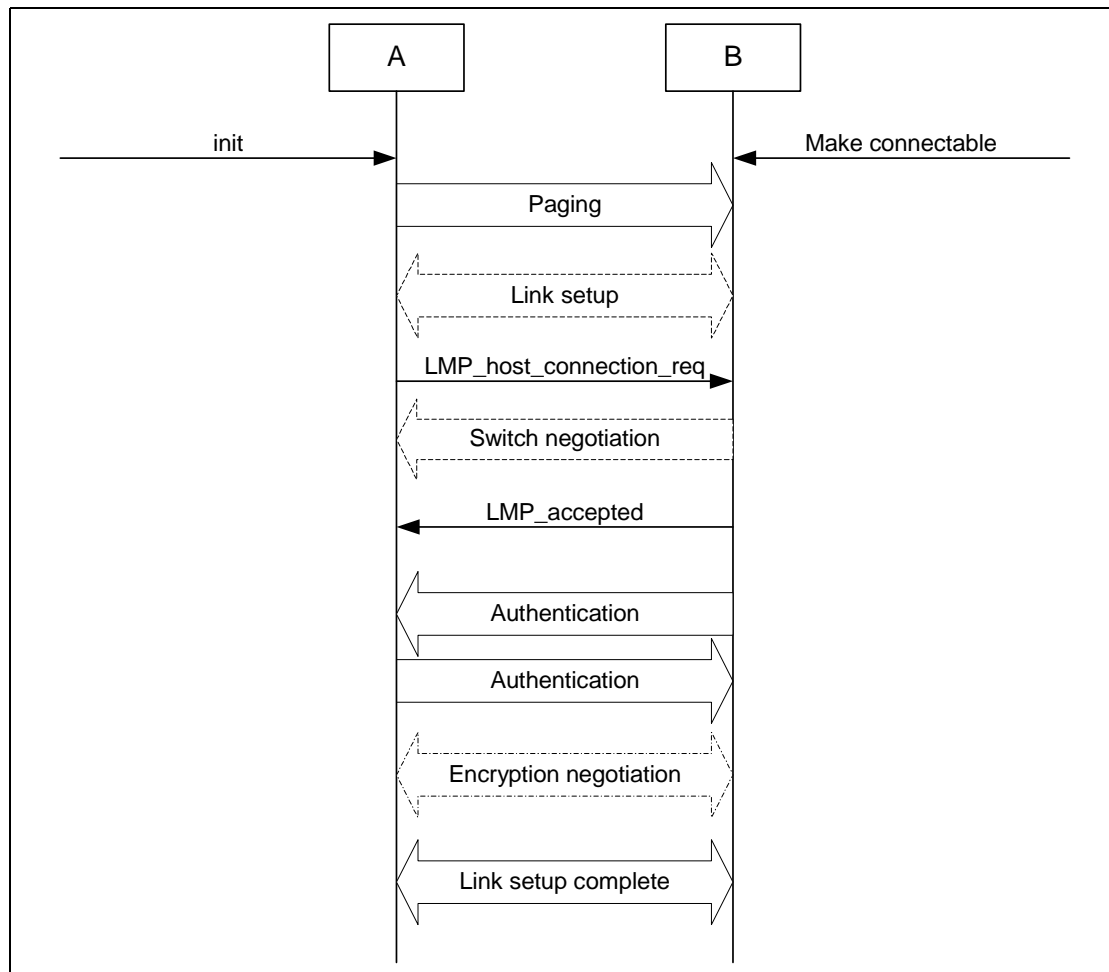 A
B
init
Make connectable
Paging
Link setup
LMP_host_connection_req
Switch negotiation
LMP_accepted
Authentication
Authentication
Encryption negotiation
Link setup complete